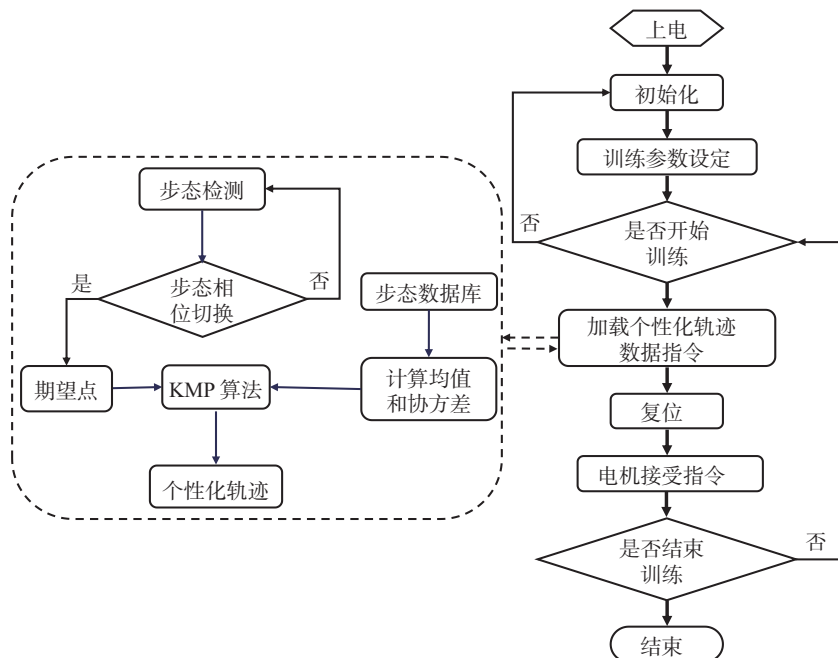 上电
初始化
训练参数设定
否
是否开始
训练
加载个性化轨迹
数据指令
复位
电机接受指令
是否结束
训练
否
结束
步态检测
是
步态相
位切换
否
步态数据库
期望点
KMP 算法
计算均值
和协方差
个性化轨迹